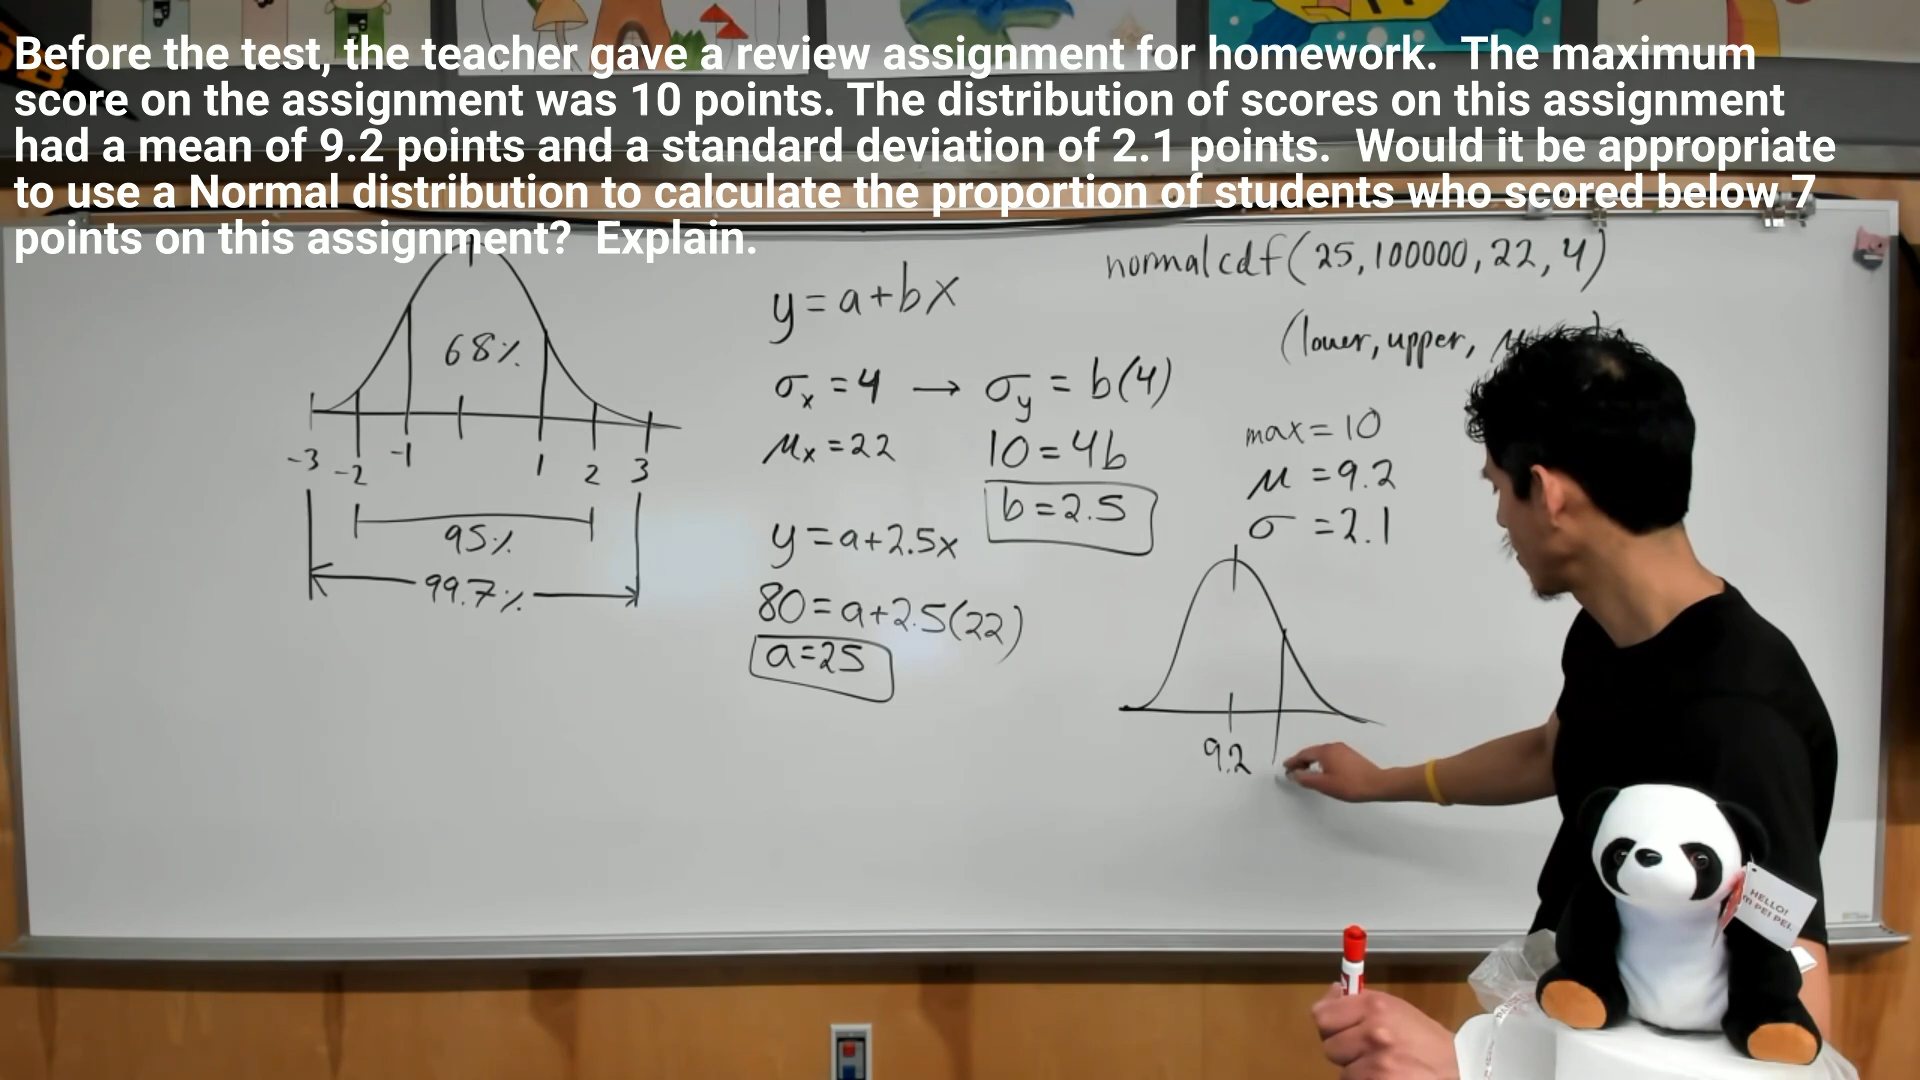 Before the test, the teacher gave a review assignment for homework. The maximum
score on the assignment was 10 points. The distribution of scores on this assignment
had a mean of 9.2 points and a standard deviation of 2.1 points. Would it be appropriate
to use a Normal distribution to calculate the proportion of students who scored below 7
points on this assignment? Explain.
68%
-3 -2 -1 1 2 3
95%
99.7%
y=a+bx
σx=4 → σy=b(4)
μx=22
10=4b
b=2.5
y=a+2.5x
80=a+2.5(22)
a=25
normalcdf(25,100000,22,4)
(lower, upper,
max=10
μ=9.2
σ=2.1
9.2
HELLO!
PEI PEI